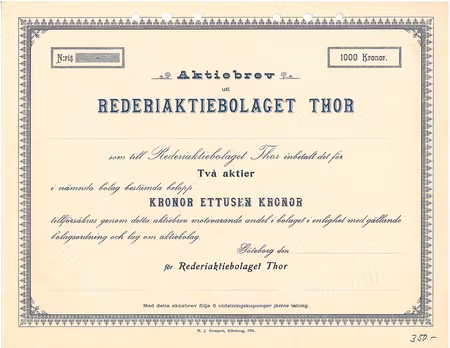 N:ris
1000 Kronor.
Aktiebrev
uti
REDERIAKTIEBOLAGET THOR
som till Rederiaktiebolaget Thor inbetalt det för
Två aktier
i nämnda bolag bestämda belopp
KRONOR ETTUSEN KRONOR
tillförsäkras genom detta aktiebrev motsvarande andel i bolaget i enlighet med gällande
bolagsordning och lag om aktiebolag.
Göteborg den
för Rederiaktiebolaget Thor
Med detta aktiebrev följa 6 utdelningskuponger jämte talong.
N. J. Göteborg,
350-